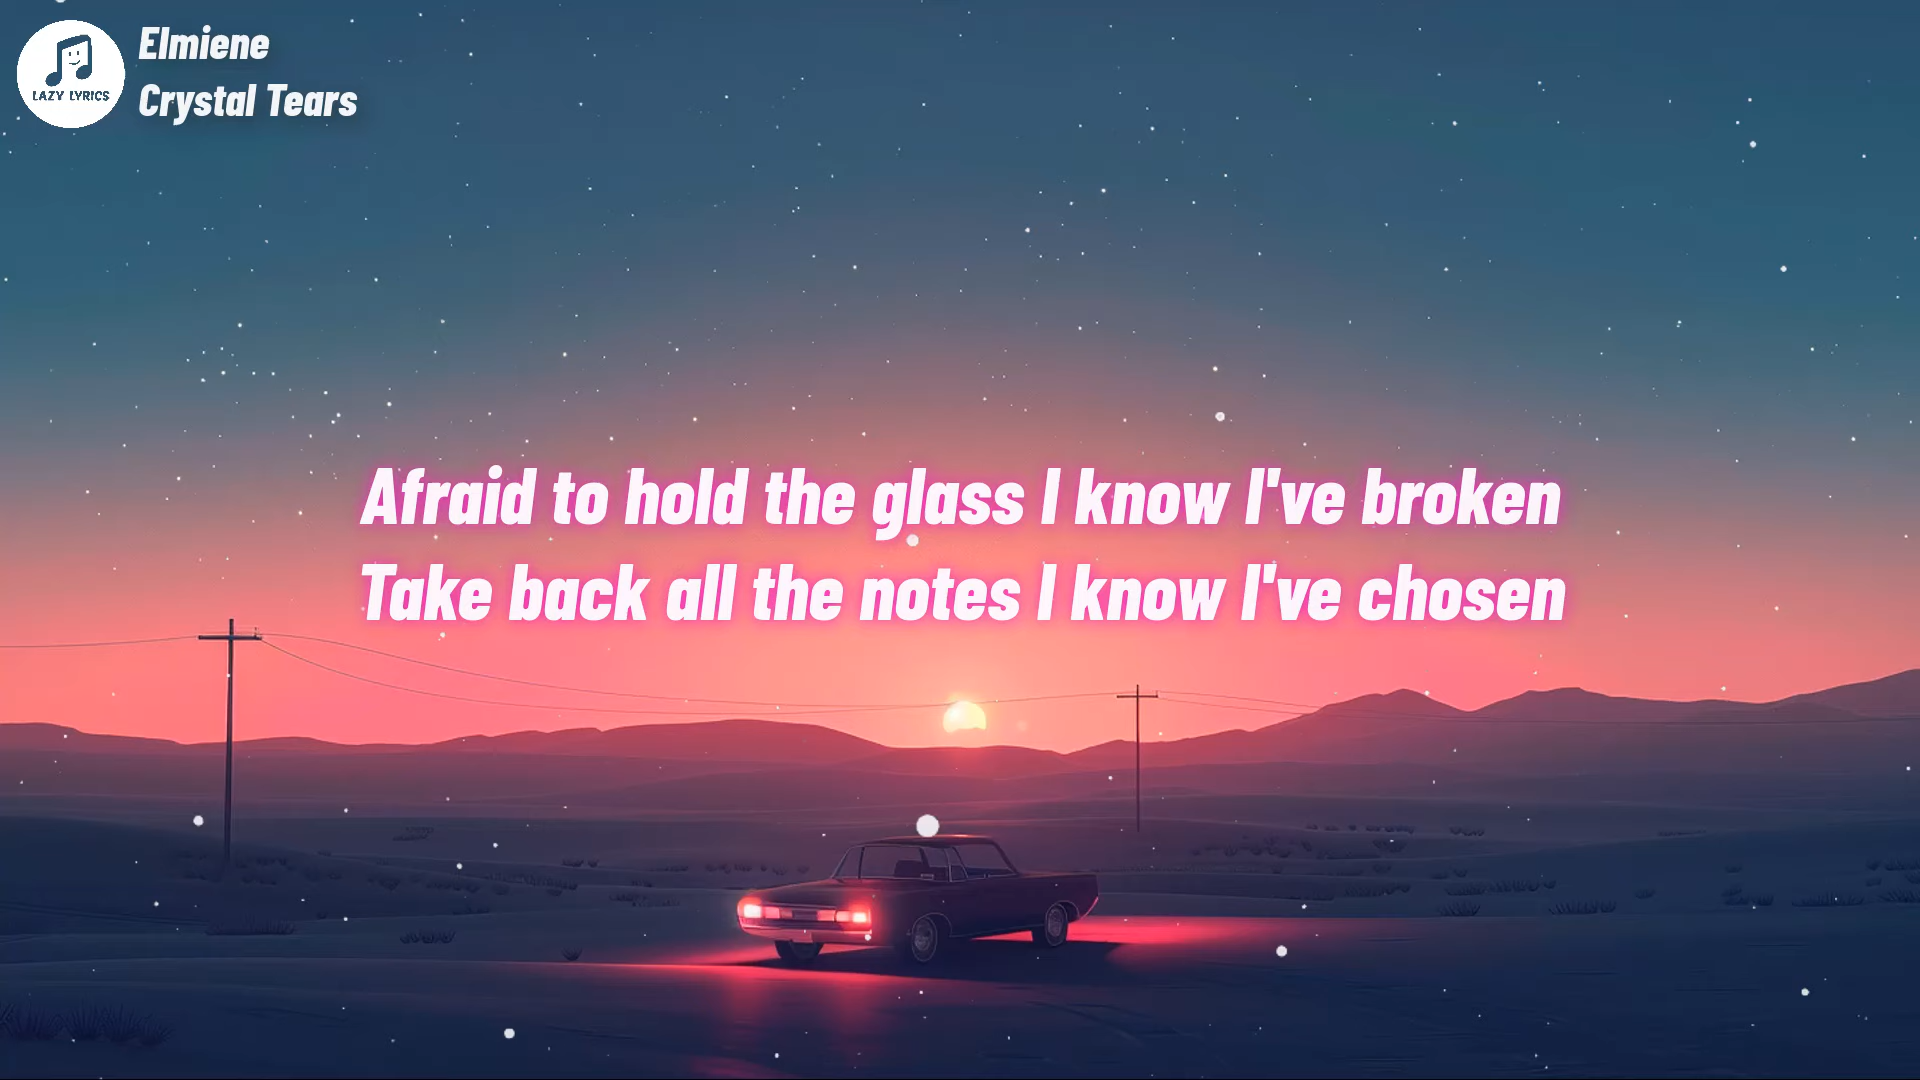 Elmiene
Crystal Tears
LAZY LYRICS
Afraid to hold the glass I know I've broken
Take back all the notes I know I've chosen